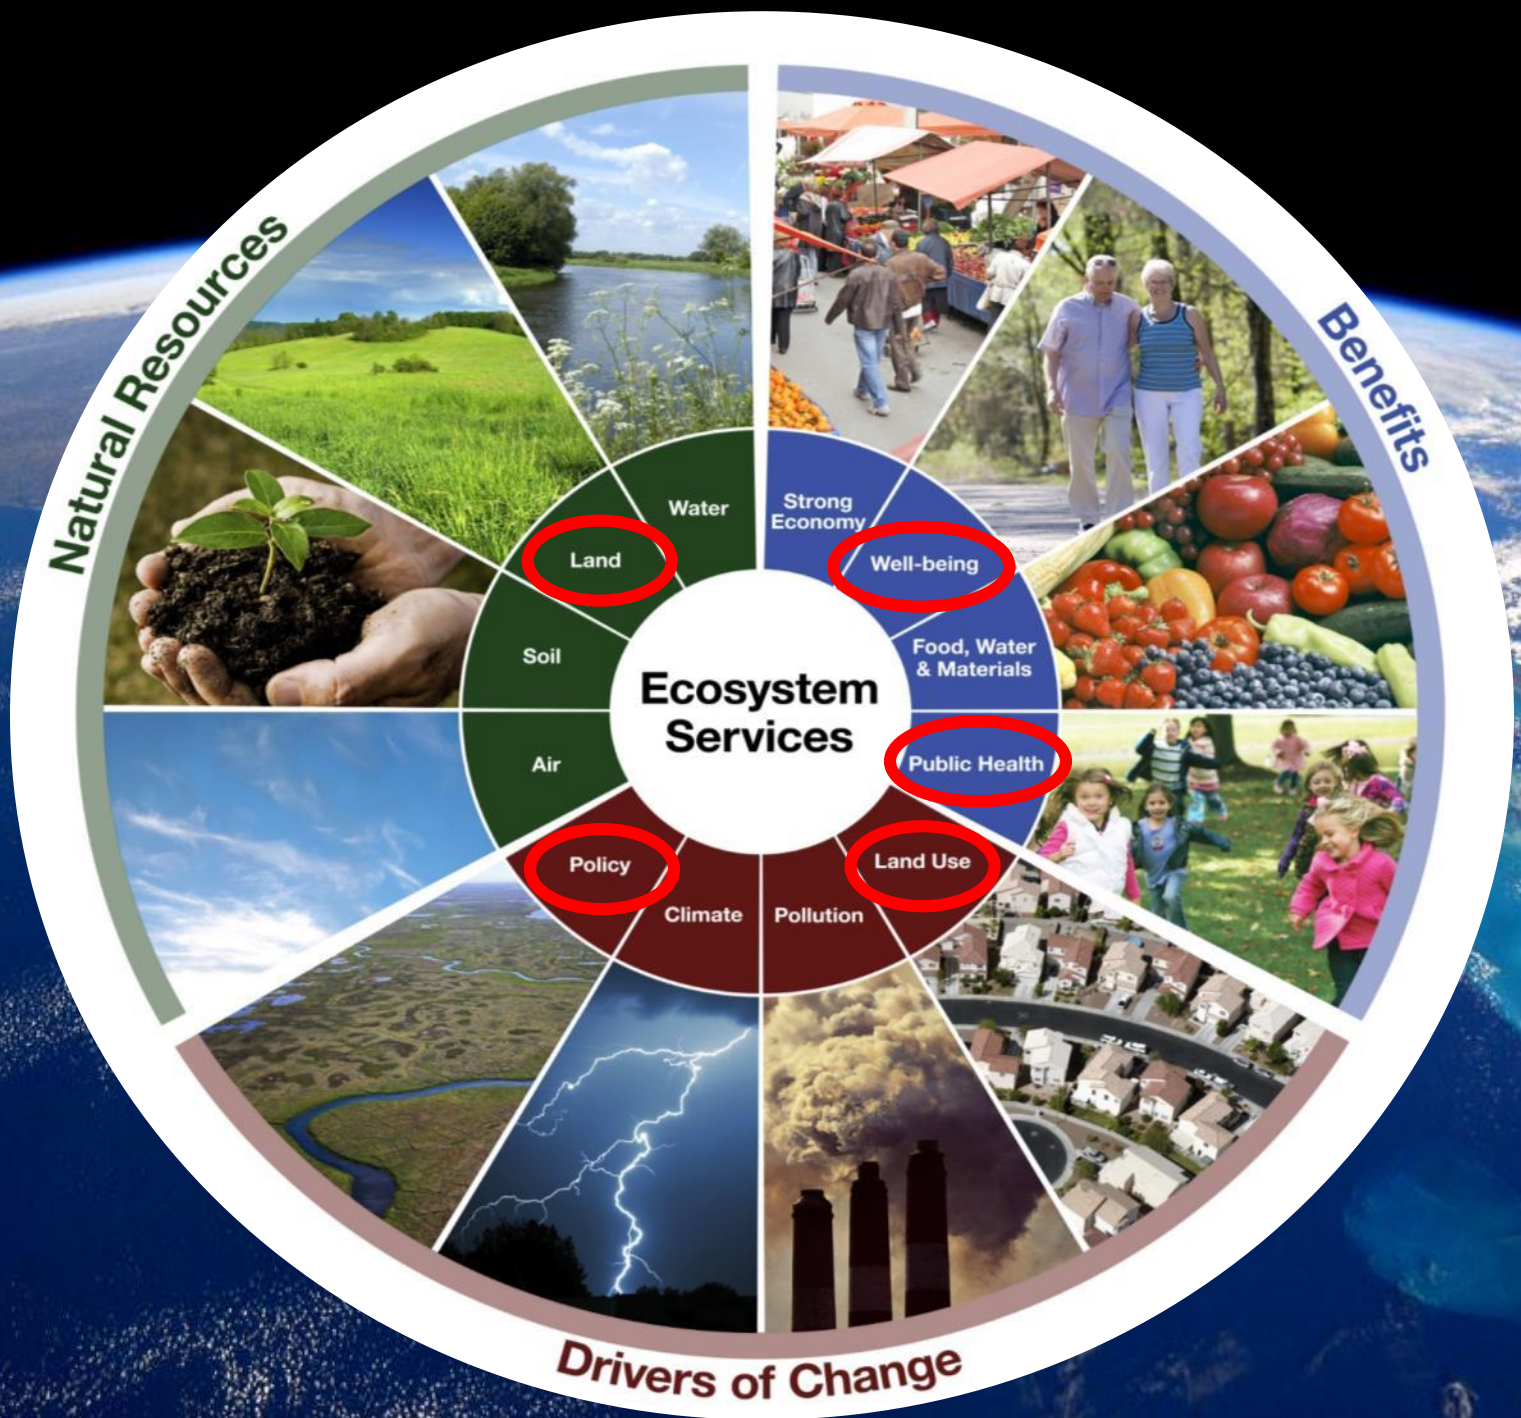 Natural Resources
Benefits
Drivers of Change
Ecosystem
Services
Water
Land
Soil
Air
Strong
Economy
Well-being
Food, Water
& Materials
Public Health
Land Use
Pollution
Climate
Policy